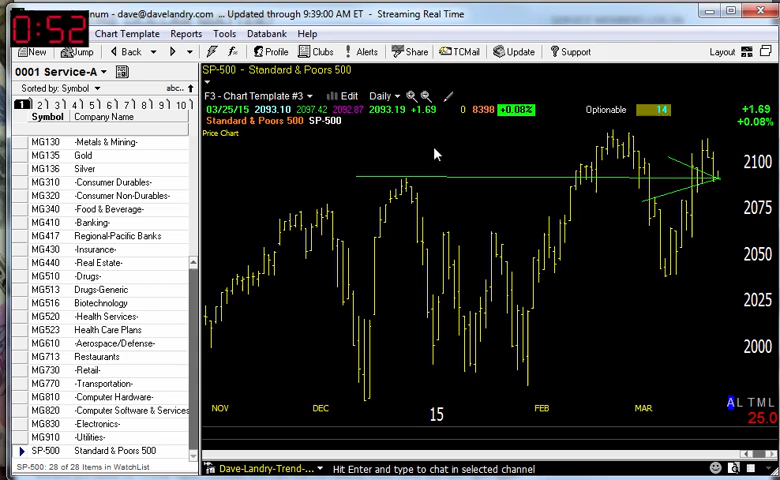 0:52
num - dave@davelandry.com ... Updated through 9:39:00 AM ET - Streaming Real Time
Chart Template Reports Tools Databank Help
New Jump Back Profile Clubs Alerts Share TCMail Update Support Layout
0001 Service-A
Sorted by: Symbol abc..
1 2 3 4 5 6 7 8 9 10
Symbol Company Name
MG130 -Metals & Mining-
MG135 Gold
MG136 Silver
MG310 -Consumer Durables-
MG320 -Consumer Non-Durables-
MG340 -Food & Beverage-
MG410 -Banking-
MG417 Regional-Pacific Banks
MG430 -Insurance-
MG440 -Real Estate-
MG510 -Drugs-
MG513 Drugs-Generic
MG516 Biotechnology
MG520 -Health Services-
MG523 Health Care Plans
MG610 -Aerospace/Defense-
MG713 Restaurants
MG730 -Retail-
MG770 -Transportation-
MG810 -Computer Hardware-
MG820 -Computer Software & Services
MG830 -Electronics-
MG910 -Utilities-
SP-500 Standard & Poors 500
SP-500: 28 of 28 Items in WatchList
SP-500 - Standard & Poors 500
F3 - Chart Template #3 Edit Daily
03/25/15 2093.10 2097.42 2092.87 2093.19 +1.69 0 8398 +0.08% Optionable 14 +1.69
Standard & Poors 500 SP-500 +0.08%
Price Chart
2100
2075
2050
2025
2000
NOV DEC 15 FEB MAR
A L T M L
25.0
Dave-Landry-Trend-... Hit Enter and type to chat in selected channel